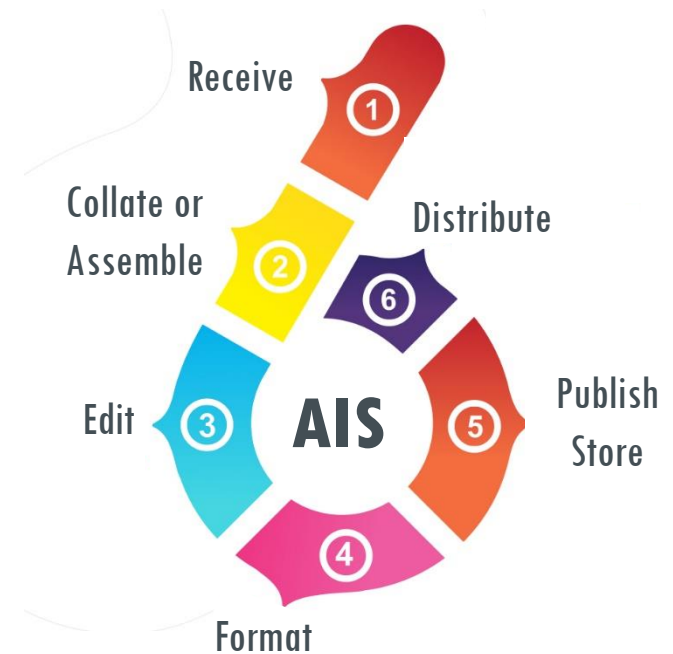 Receive
1
Collate or
Assemble
2
Distribute
6
Edit
3
AIS
5
Publish
Store
4
Format